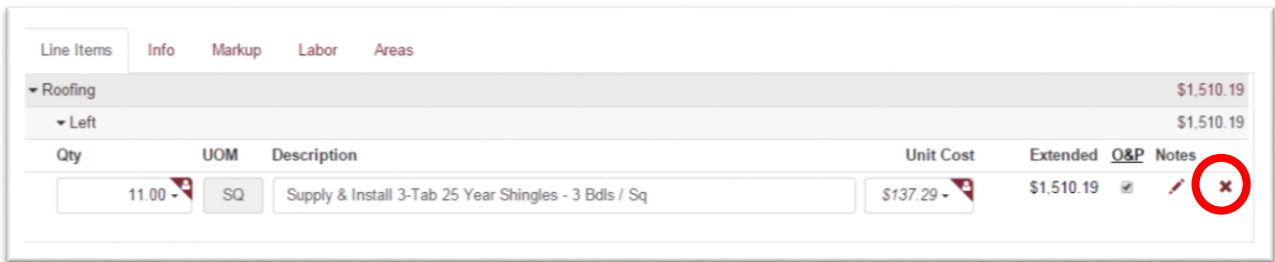 Line Items Info Markup Labor Areas
Roofing $1,510.19
Left $1,510.19
Qty UOM Description Unit Cost Extended O&P Notes
11.00 SQ Supply & Install 3-Tab 25 Year Shingles - 3 Bdls / Sq $137.29 $1,510.19